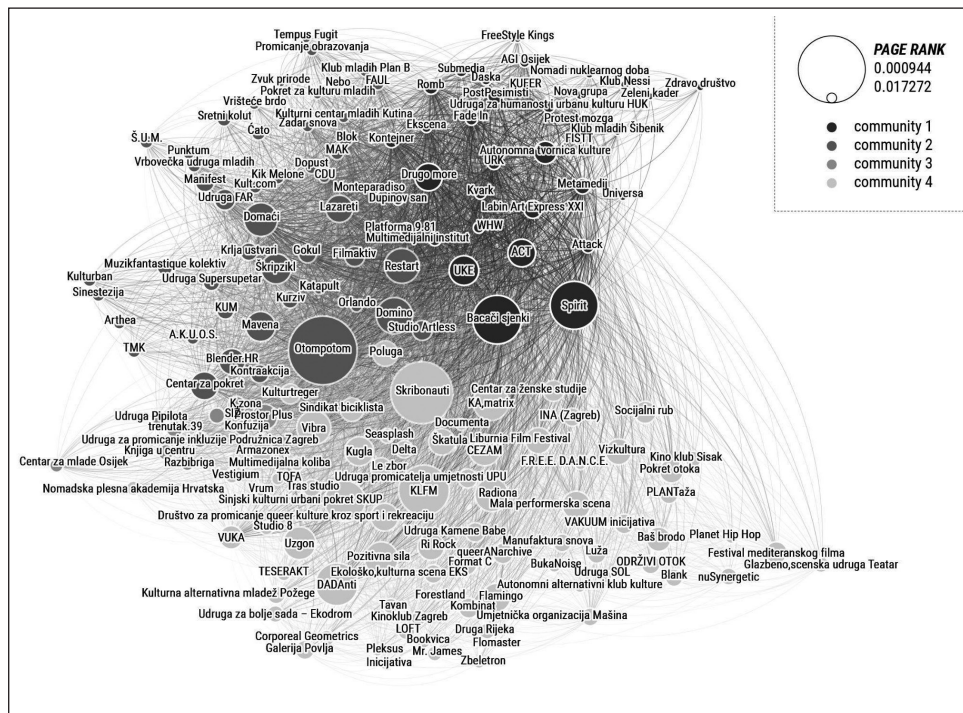 PAGE RANK
0.000944
0.017272
community 1
community 2
community 3
community 4
Tempus Fugit
Promicanje obrazovanja
FreeStyle Kings
AGI Osijek
Klub mladih Plan B
Submedia
Nomadi nuklearnog doba
Zvuk prirode
Nebo
FAUL
Daska
KUFER
Klub Nessi
Zdravo društvo
Pokret za kulturu mladih
Romb
PostPesimisti
Nova grupa
Zeleni kader
Vrišteće brdo
Kulturni centar mladih Kutina
Udruga za humanost i urbanu kulturu HUK
Sretni kolut
Zadar snova
Ekscena
Fade In
Protest mozga
Čato
Blok
Kontejner
Klub mladih Šibenik
Š.U.M.
FISTT
Punktum
MAK
Autonomna tvornica kulture
Vrbovečka udruga mladih
Dopust
URK
Manifest
Kik Melone
CDU
Drugo more
Kult.com
Monteparadiso
Kvark
Metamedij
Udruga FAR
Dupinov san
Universa
Lazareti
Labin Art Express XXI
Domaći
Platforma 9.81
WHW
Multimedijalni institut
Attack
Krlja ustvari
Gokul
Filmaktiv
ACT
Muzikfantastique kolektiv
Škripzikl
Restart
UKE
Kulturban
Udruga Supersupetar
Katapult
Sinestezija
Kurziv
Orlando
Spirit
KUM
Domino
Bacači sjenki
Arthea
Mavena
Studio Artless
A.K.U.O.S.
TMK
Otompotom
Poluga
Blender.HR
Kontraakcija
Centar za pokret
Skribonauti
Centar za ženske studije
Kulturtreger
KA,matrix
K-zona
Sindikat biciklista
INA (Zagreb)
Socijalni rub
Udruga Pipilota
Prostor Plus
Documenta
trenutak.39
Konfuzija
Vibra
Seasplash
Škatula
Liburnia Film Festival
Udruga za promicanje inkluzije Podružnica Zagreb
Kugla
Delta
CEZAM
Vizkultura
Kino klub Sisak
Knjiga u centru
Armazonex
F.R.E.E. D.A.N.C.E.
Centar za mlade Osijek
Razbibriga
Multimedijalna koliba
Le zbor
Pokret otoka
Vestigium
TQFA
Udruga promicatelja umjetnosti UPU
Nomadska plesna akademija Hrvatska
Vrum
Tras studio
KLFM
Radiona
PLANTaža
Sinjski kulturni urbani pokret SKUP
Mala performerska scena
Društvo za promicanje queer kulture kroz sport i rekreaciju
VAKUUM inicijativa
Studio 8
Udruga Kamene Babe
VUKA
Baš brodo
Planet Hip Hop
Uzgon
Ri Rock
queerANarchive
Manufaktura snova
Festival mediteranskog filma
Pozitivna sila
Format C
Luža
TESERAKT
Ekološko,kulturna scena EKS
BukaNoise
ODRŽIVI OTOK
Glazbeno,scenska udruga Teatar
DADAnti
Udruga SOL
Blank
nuSynergetic
Kulturna alternativna mladež Požege
Forestland
Flamingo
Autonomni alternativni klub kulture
Tavan
Kombinat
Udruga za bolje sada – Ekodrom
Kinoklub Zagreb
Umjetnička organizacija Mašina
LOFT
Druga Rijeka
Corporeal Geometrics
Bookvica
Flomaster
Galerija Povlja
Pleksus
Mr. James
Inicijativa
Zbeletron